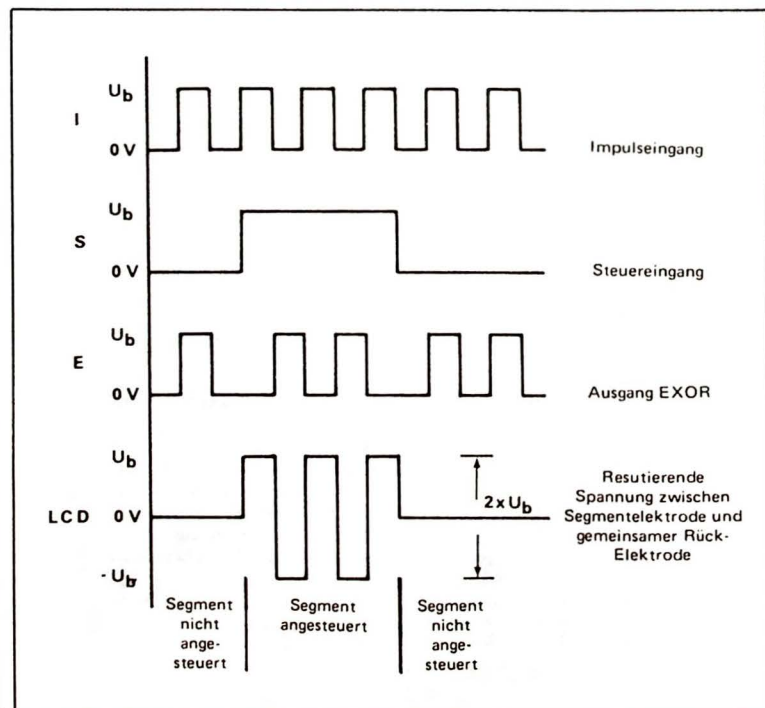 U_b
I
0 V
Impulseingang
U_b
S
0 V
Steuereingang
U_b
E
0 V
Ausgang EXOR
U_b
LCD 0 V
- U_b
2 x U_b
Resutierende
Spannung zwischen
Segmentelektrode und
gemeinsamer Rück-
Elektrode
Segment
nicht
ange-
steuert
Segment
angesteuert
Segment
nicht
ange-
steuert